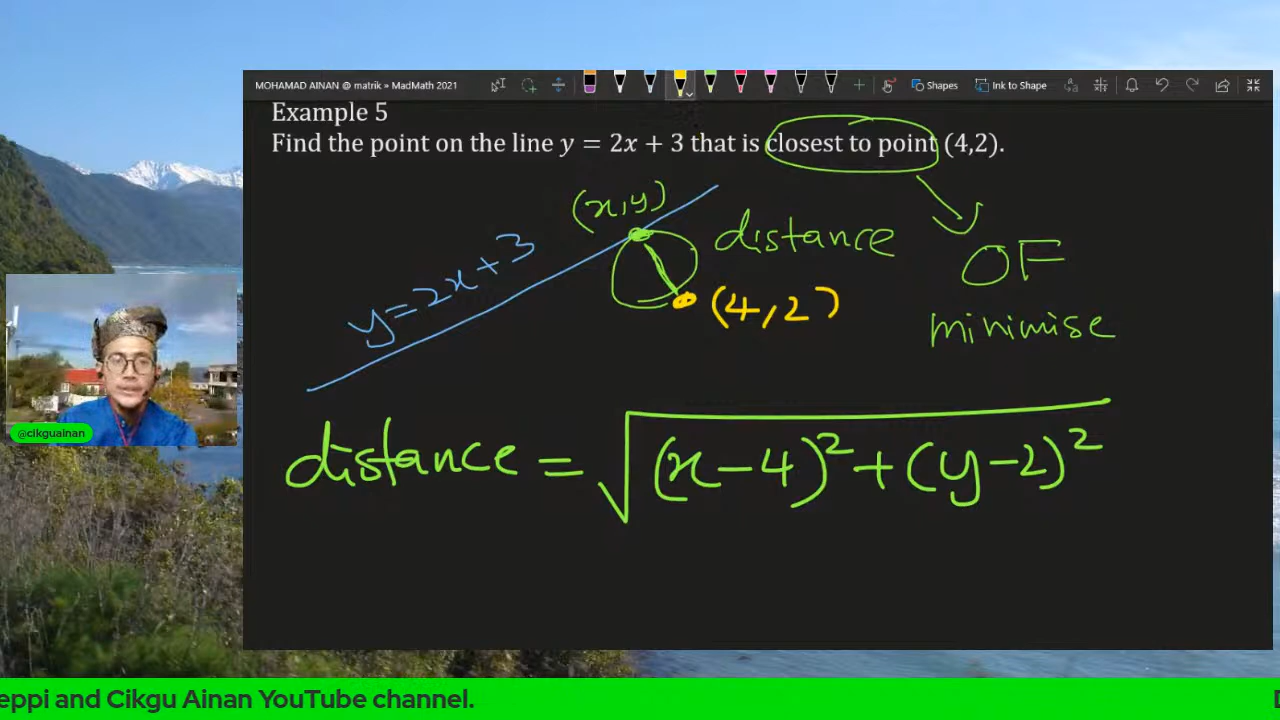 MOHAMAD AINAN @ matrik » MadMath 2021
Shapes
Ink to Shape
Example 5
Find the point on the line y = 2x + 3 that is closest to point (4,2).
(x,y)
distance
y=2x+3
OF
(4,2)
minimise
distance = √(x-4)²+(y-2)²
@cikguainan
eppi and Cikgu Ainan YouTube channel.